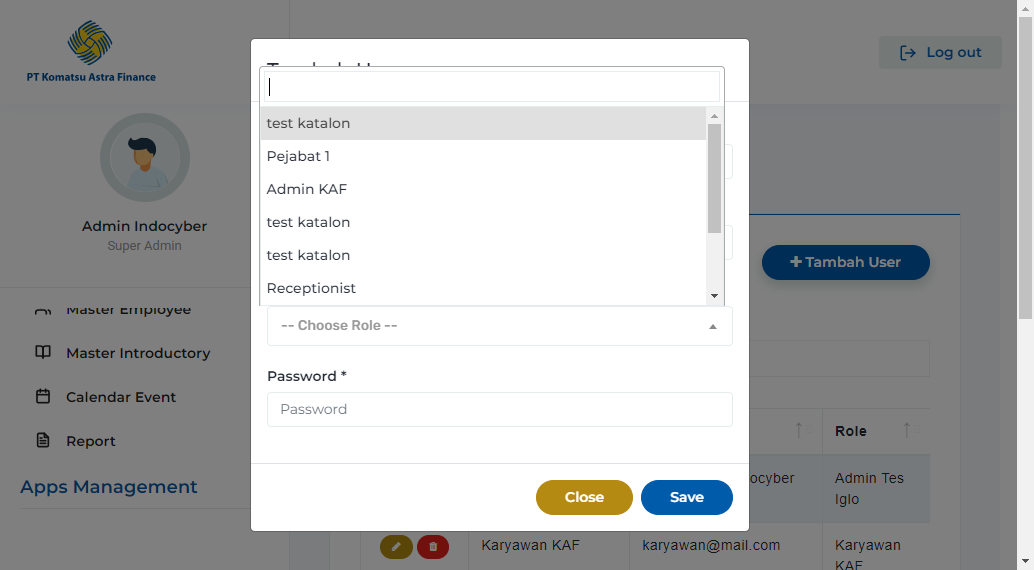 PT Komatsu Astra Finance
Log out
Admin Indocyber
Super Admin
Master Employee
Master Introductory
Calendar Event
Report
Apps Management
test katalon
Pejabat 1
Admin KAF
test katalon
test katalon
Receptionist
-- Choose Role --
Password *
Password
Close
Save
Tambah User
Role
Admin Tes
Iglo
Karyawan KAF
karyawan@mail.com
Karyawan
KAF